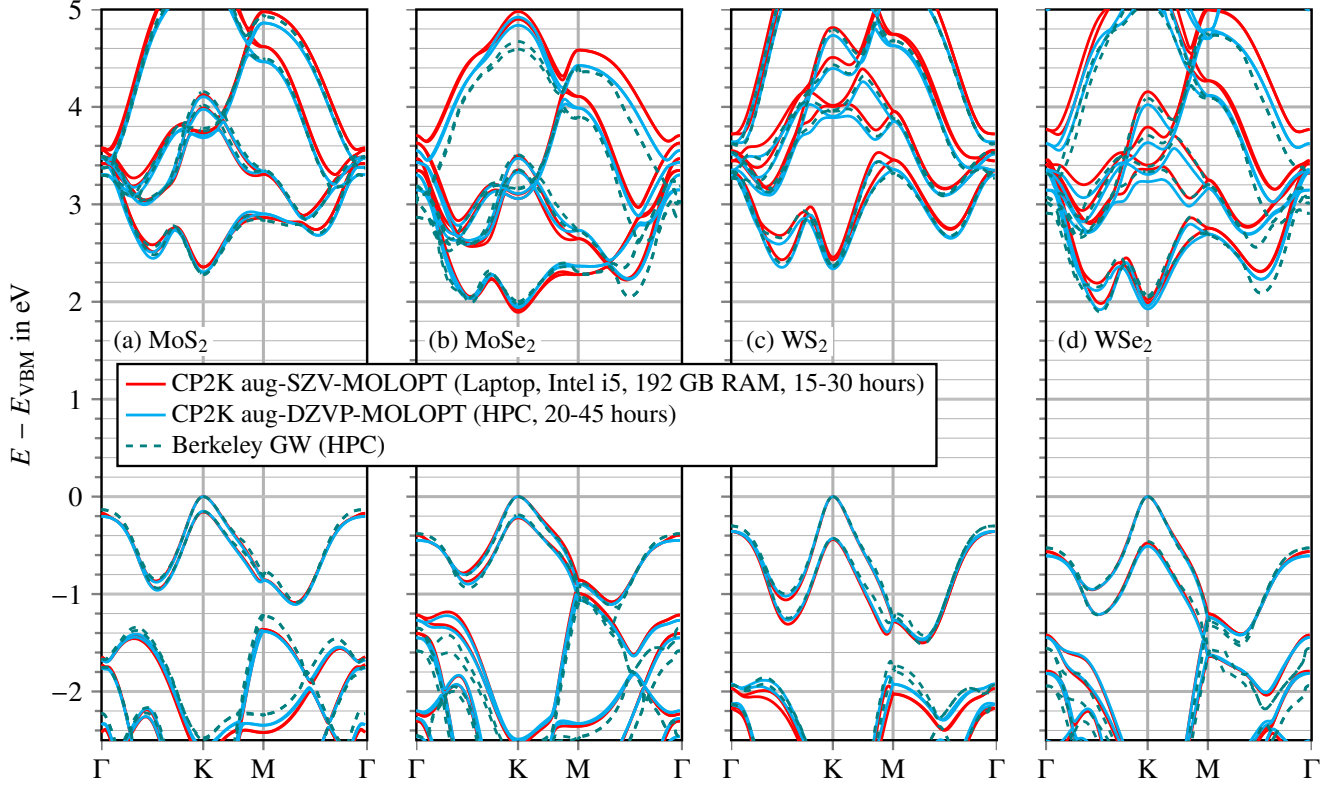 E − E_VBM in eV
5
4
3
2
1
0
−1
−2
(a) MoS₂
(b) MoSe₂
(c) WS₂
(d) WSe₂
CP2K aug-SZV-MOLOPT (Laptop, Intel i5, 192 GB RAM, 15-30 hours)
CP2K aug-DZVP-MOLOPT (HPC, 20-45 hours)
Berkeley GW (HPC)
Γ K M Γ Γ K M Γ Γ K M Γ Γ K M Γ